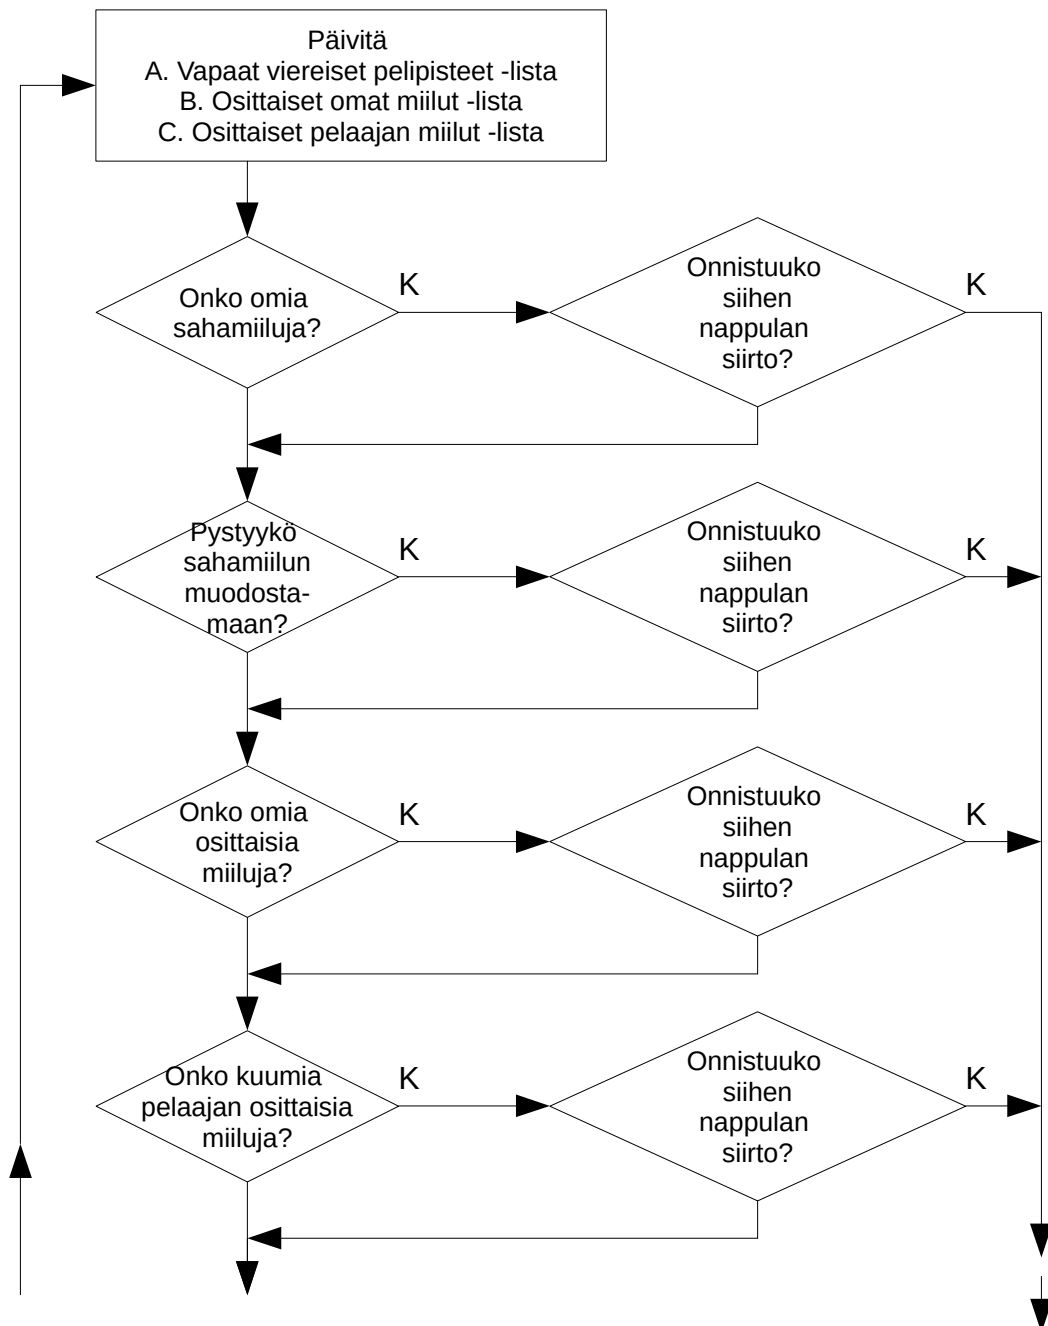 Päivitä
A. Vapaat viereiset pelipisteet -lista
B. Osittaiset omat miilut -lista
C. Osittaiset pelaajan miilut -lista
Onko omia
sahamiiluja?
K
Onnistuuko
siihen
nappulan
siirto?
K
Pystyykö
sahamiilun
muodosta-
maan?
K
Onnistuuko
siihen
nappulan
siirto?
K
Onko omia
osittaisia
miiluja?
K
Onnistuuko
siihen
nappulan
siirto?
K
Onko kuumia
pelaajan osittaisia
miiluja?
K
Onnistuuko
siihen
nappulan
siirto?
K